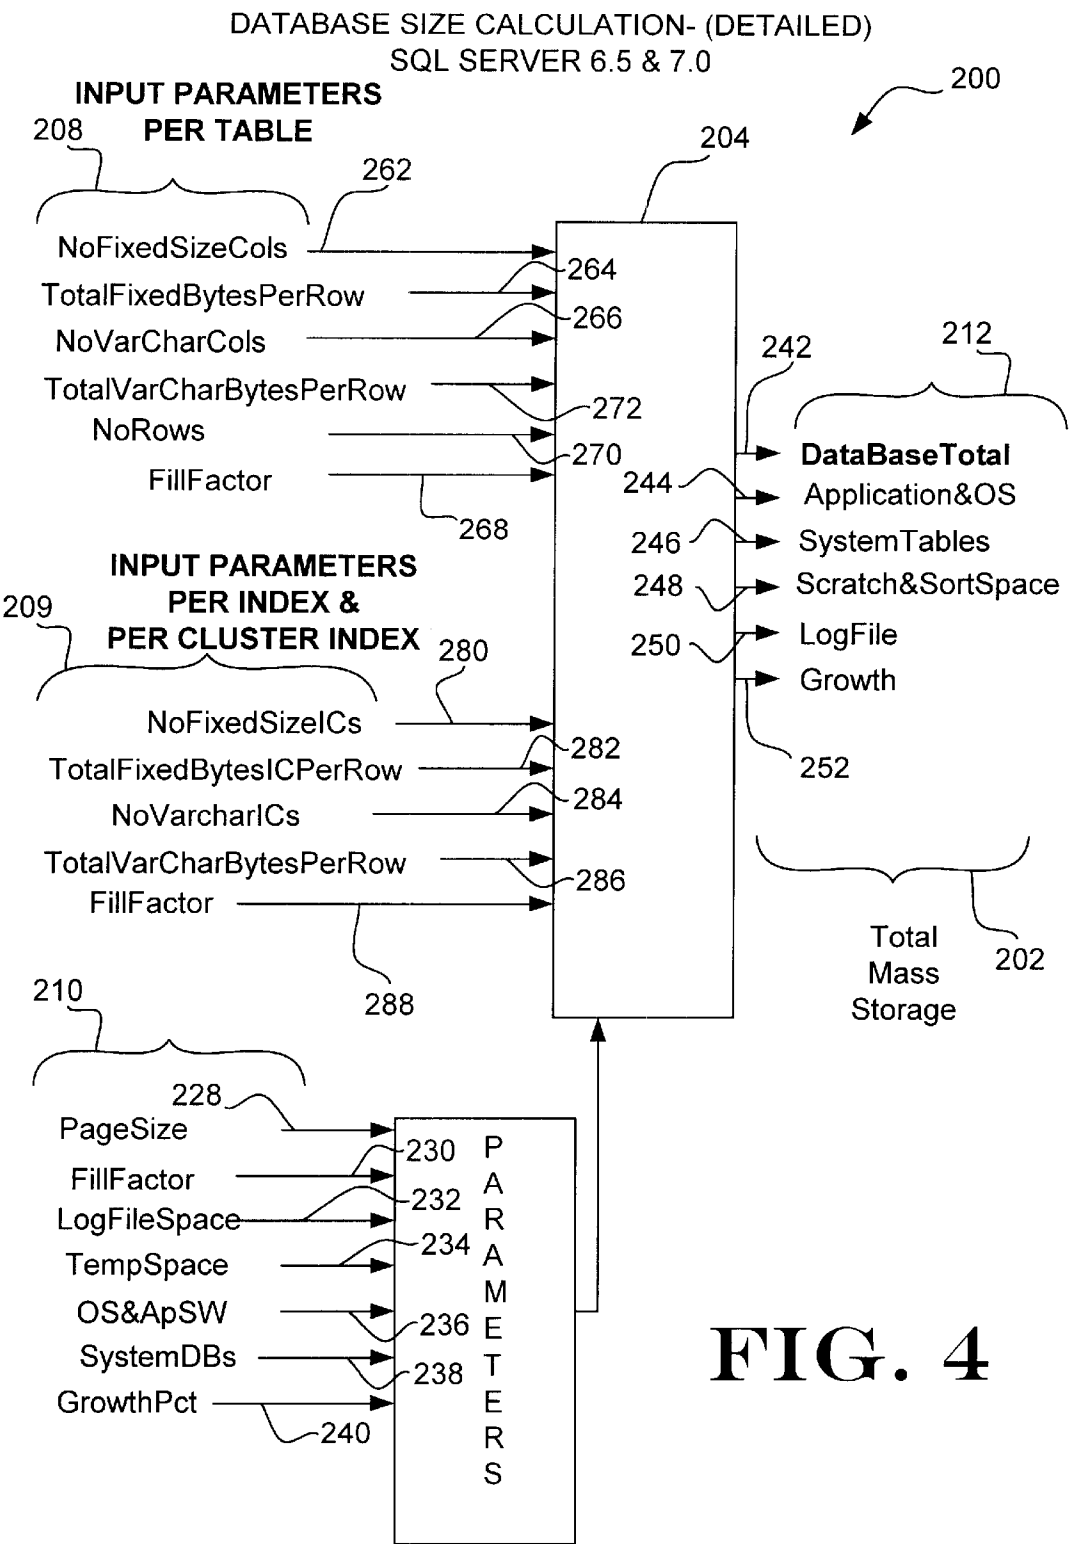 DATABASE SIZE CALCULATION- (DETAILED)
SQL SERVER 6.5 & 7.0
200
INPUT PARAMETERS
PER TABLE
208
262
204
NoFixedSizeCols
264
TotalFixedBytesPerRow
266
NoVarCharCols
TotalVarCharBytesPerRow
272
NoRows
270
FillFactor
268
242
212
DataBaseTotal
244
Application&OS
246
SystemTables
248
Scratch&SortSpace
250
LogFile
Growth
252
INPUT PARAMETERS
PER INDEX &
PER CLUSTER INDEX
209
280
NoFixedSizeICs
282
TotalFixedBytesICPerRow
284
NoVarcharICs
TotalVarCharBytesPerRow
286
FillFactor
288
Total
Mass
Storage
202
210
228
PageSize
230
FillFactor
232
LogFileSpace
234
TempSpace
OS&ApSW
236
SystemDBs
238
GrowthPct
240
PARAMETERS
FIG. 4